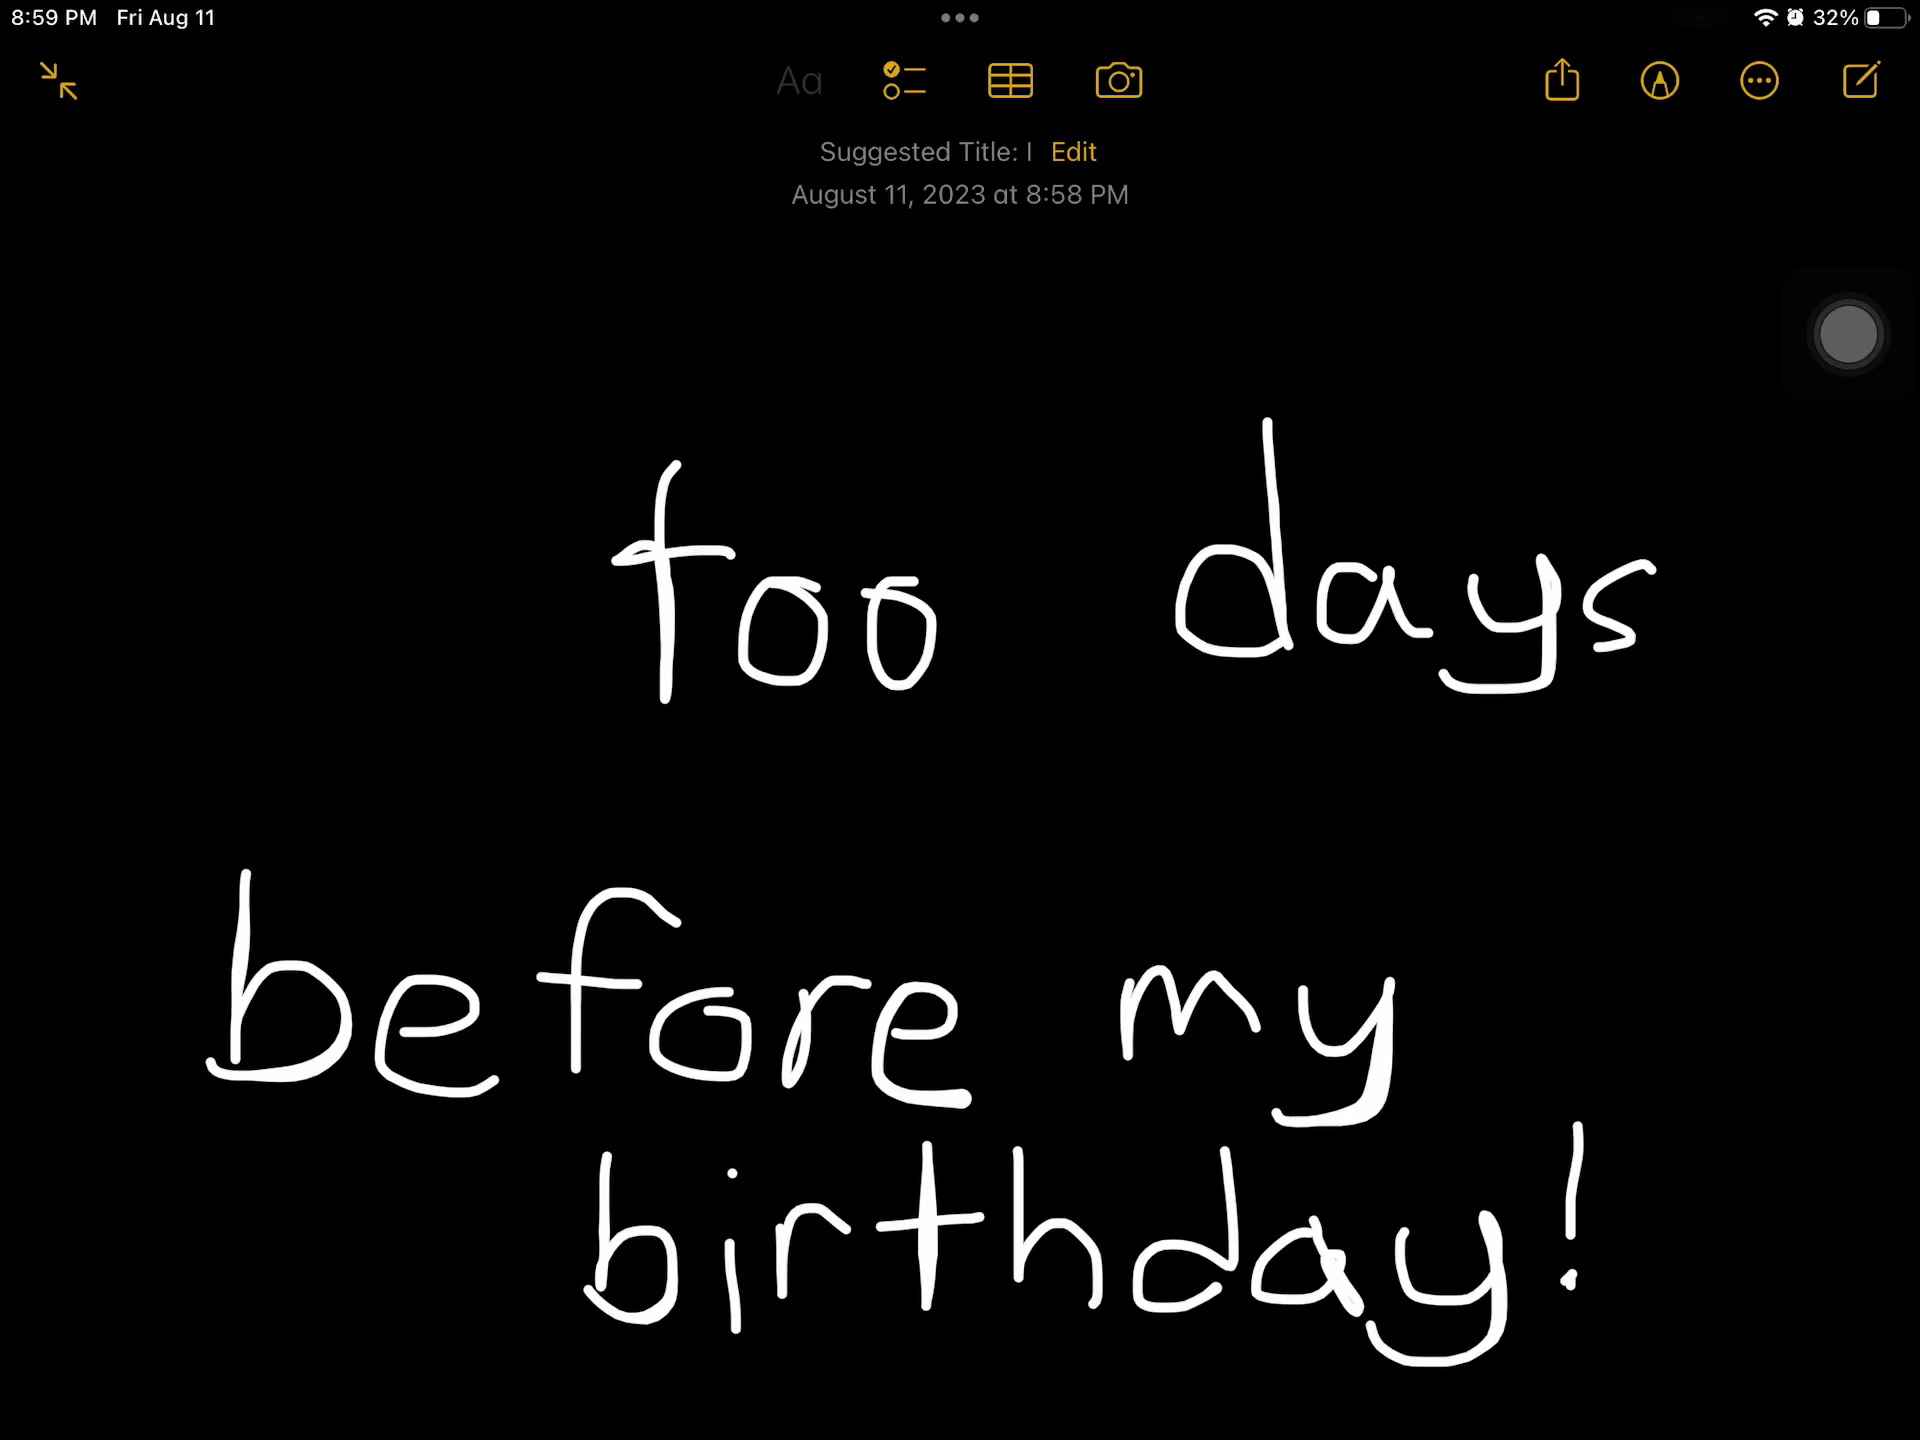 8:59 PM Fri Aug 11 32%
Aa
Suggested Title: I Edit
August 11, 2023 at 8:58 PM
too days
before my
birthday!